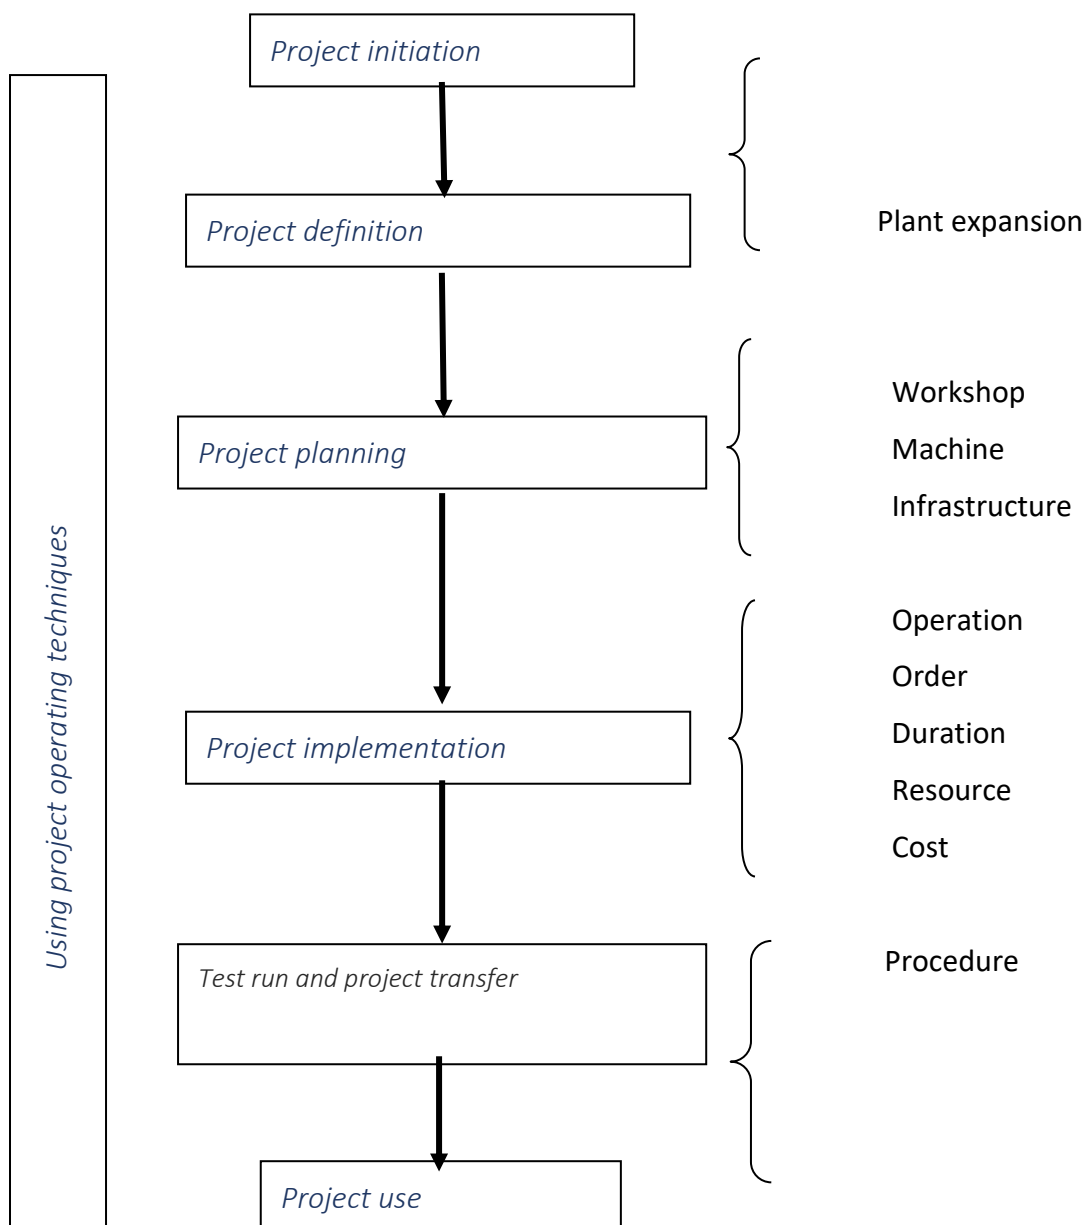 Project initiation
Project definition
Plant expansion
Project planning
Workshop
Machine
Infrastructure
Using project operating techniques
Project implementation
Operation
Order
Duration
Resource
Cost
Test run and project transfer
Procedure
Project use